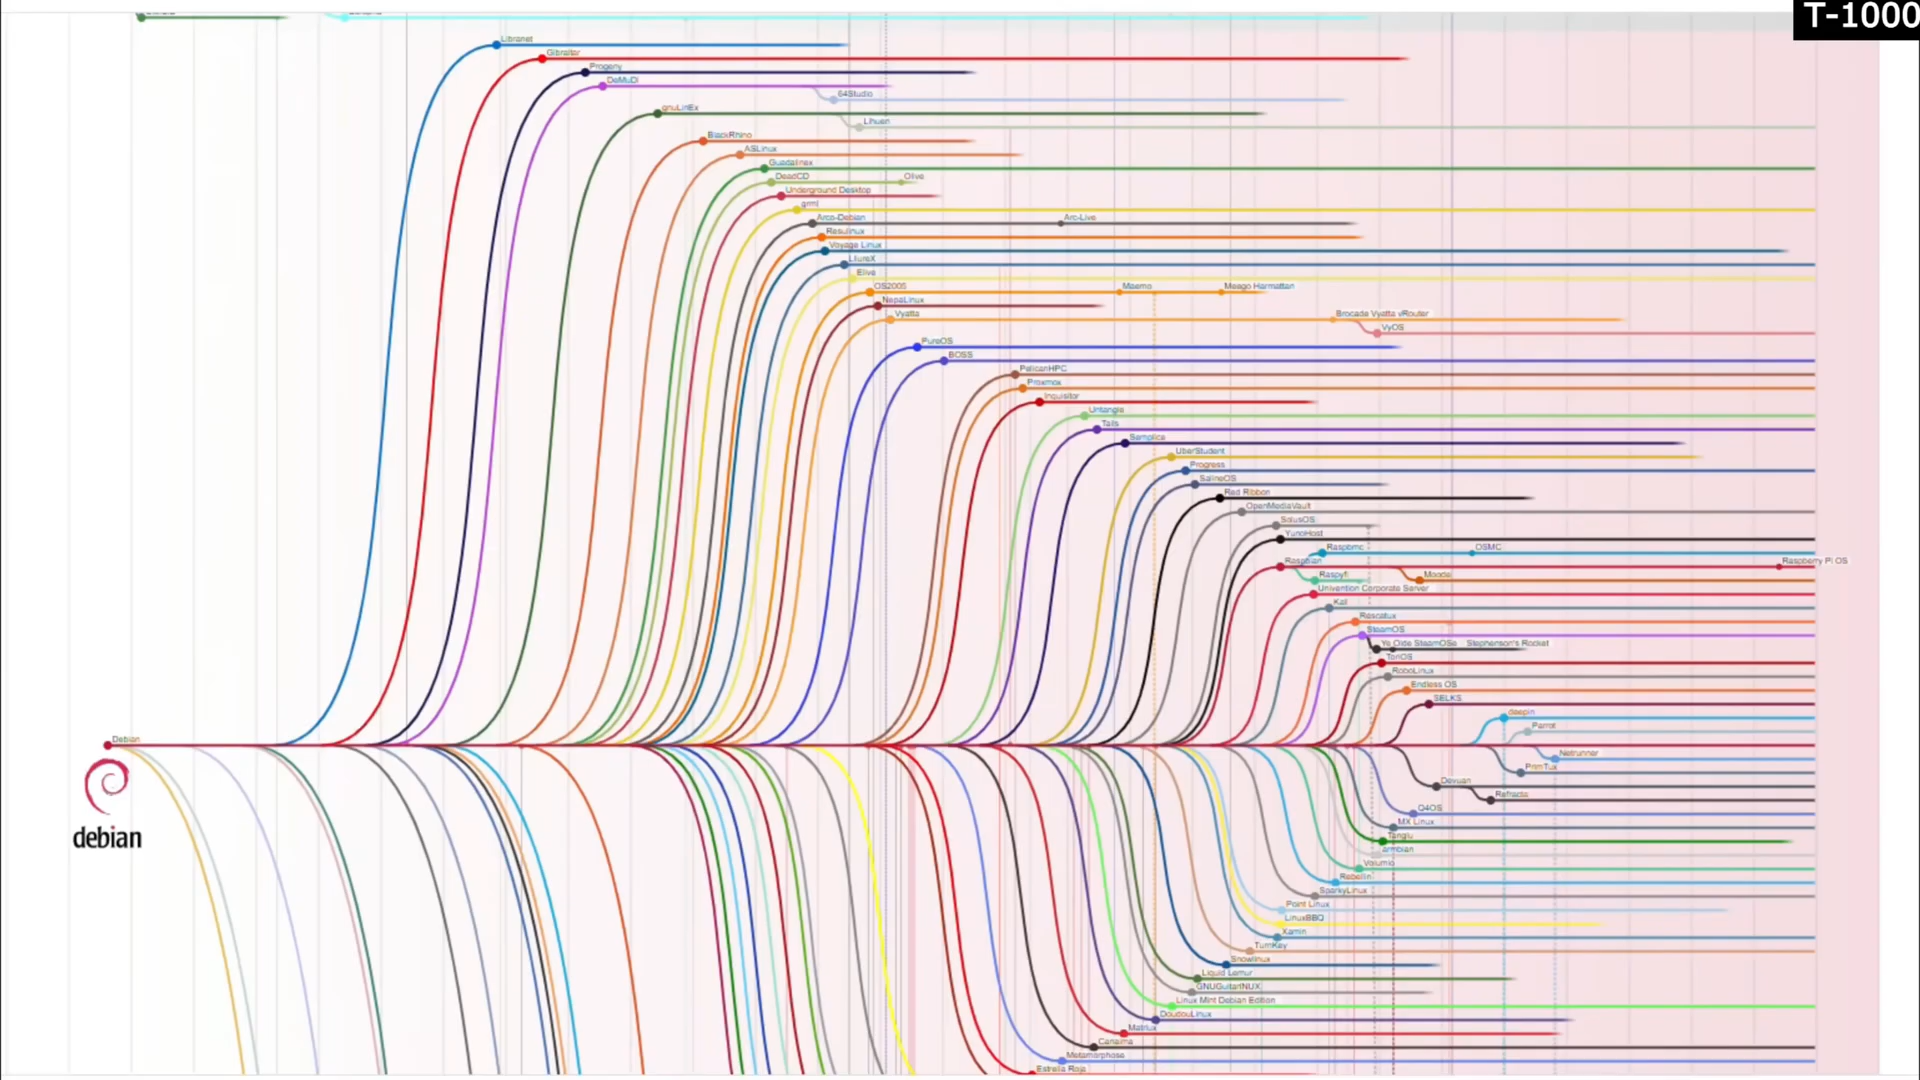 T-1000
Libranet
Gibraltar
Progeny
DeMuDi
64Studio
gnuLinEx
Lihuen
BlackRhino
ASLinux
Guadalinex
DeadCD
Olive
Underground Desktop
grml
Arco-Debian
Arc-Live
Resulinux
Voyage Linux
LliureX
Elive
OS2005
Maemo
Meego Harmattan
NepaLinux
Vyatta
Brocade Vyatta vRouter
VyOS
PureOS
BOSS
PelicanHPC
Proxmox
Inquisitor
Untangle
Tails
Semplice
UberStudent
Progress
SalineOS
Red Ribbon
OpenMediaVault
SolusOS
YunoHost
Raspbmc
OSMC
Raspbian
Raspberry Pi OS
Raspyfi
Moode
Univention Corporate Server
Kali
Rescatux
SteamOS
Ye Olde SteamOSe
Stephenson's Rocket
TonOS
RoboLinux
Endless OS
SELKS
deepin
Parrot
Debian
Netrunner
PrimTux
Devuan
Refracta
Q4OS
MX Linux
Tanglu
armbian
Volumio
Rebellin
SparkyLinux
Point Linux
LinuxBBQ
Xamin
TurnKey
Snowlinux
Liquid Lemur
GNUGuitarINUX
Linux Mint Debian Edition
DoudouLinux
Matriux
Canaima
Metamorphose
Estrella Roja
debian